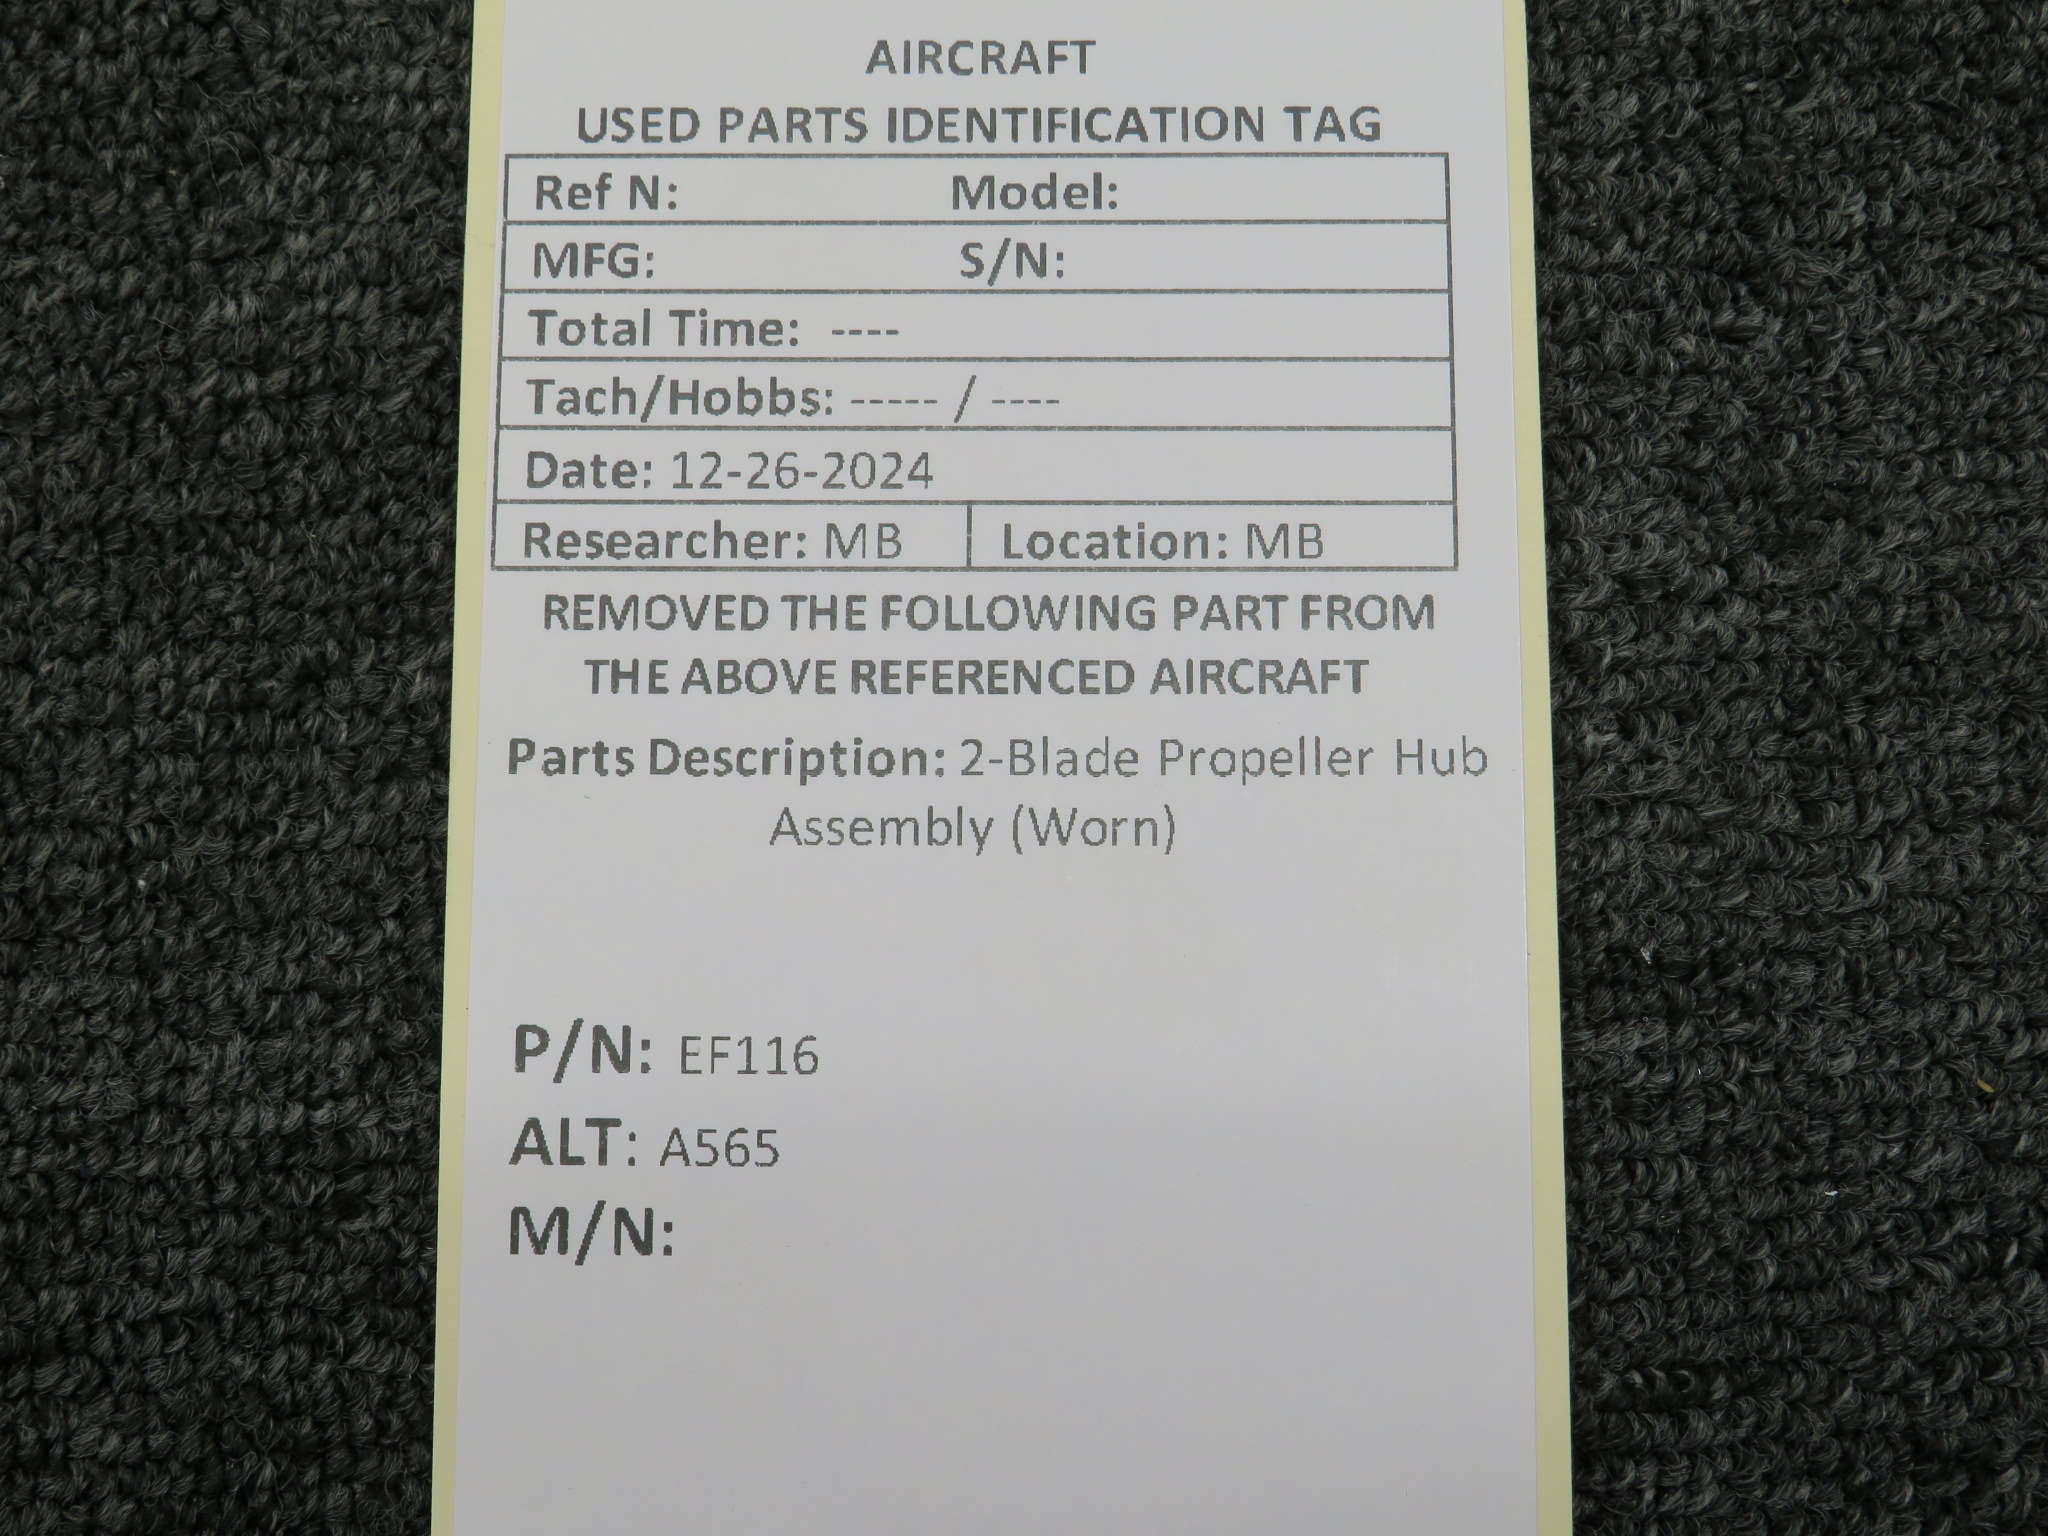 AIRCRAFT
USED PARTS IDENTIFICATION TAG
Ref N: Model:
MFG: S/N:
Total Time: ----
Tach/Hobbs: ----- / ----
Date: 12-26-2024
Researcher: MB Location: MB
REMOVED THE FOLLOWING PART FROM
THE ABOVE REFERENCED AIRCRAFT
Parts Description: 2-Blade Propeller Hub
Assembly (Worn)
P/N: EF116
ALT: A565
M/N: